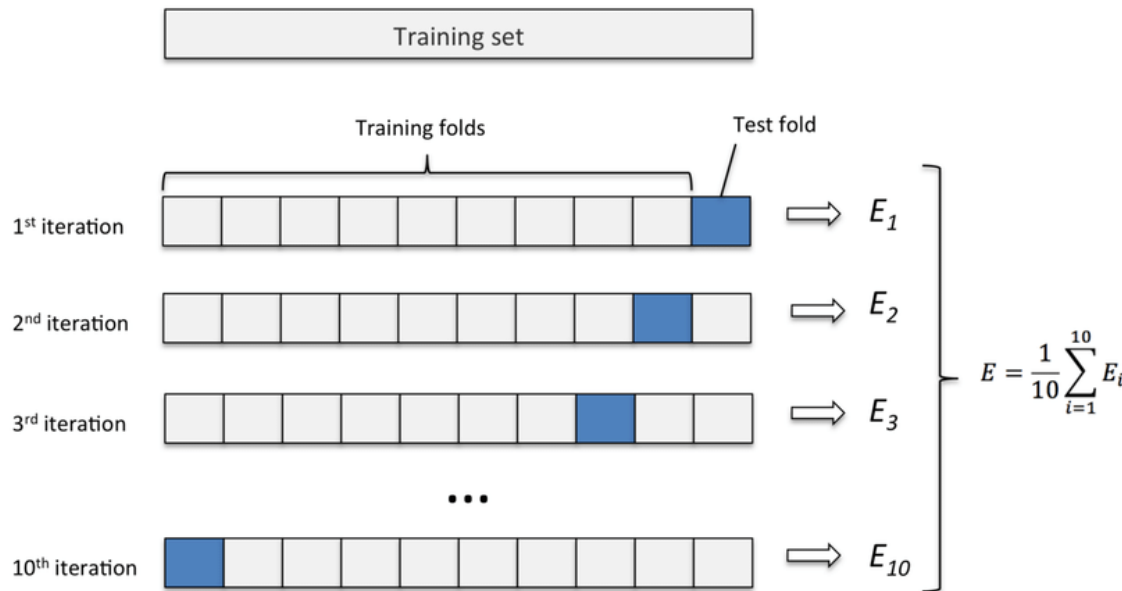 Training set
Training folds
Test fold
1st iteration
E1
2nd iteration
E2
3rd iteration
E3
...
10th iteration
E10
E = 1/10 ∑_{i=1}^{10} Ei